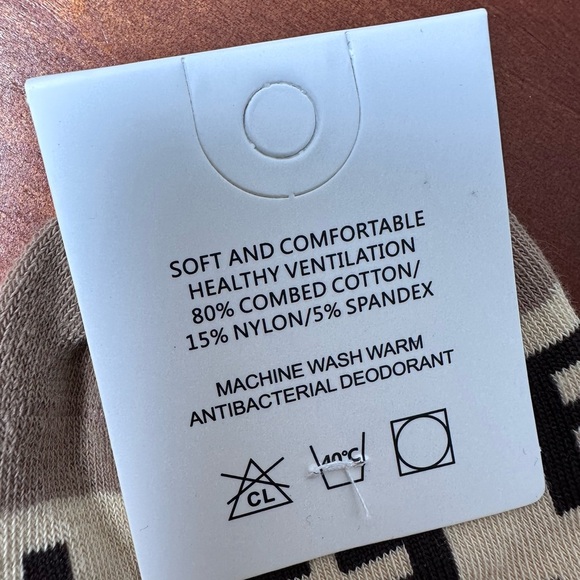 SOFT AND COMFORTABLE
HEALTHY VENTILATION
80% COMBED COTTON/
15% NYLON/5% SPANDEX
MACHINE WASH WARM
ANTIBACTERIAL DEODORANT
CL
40°C